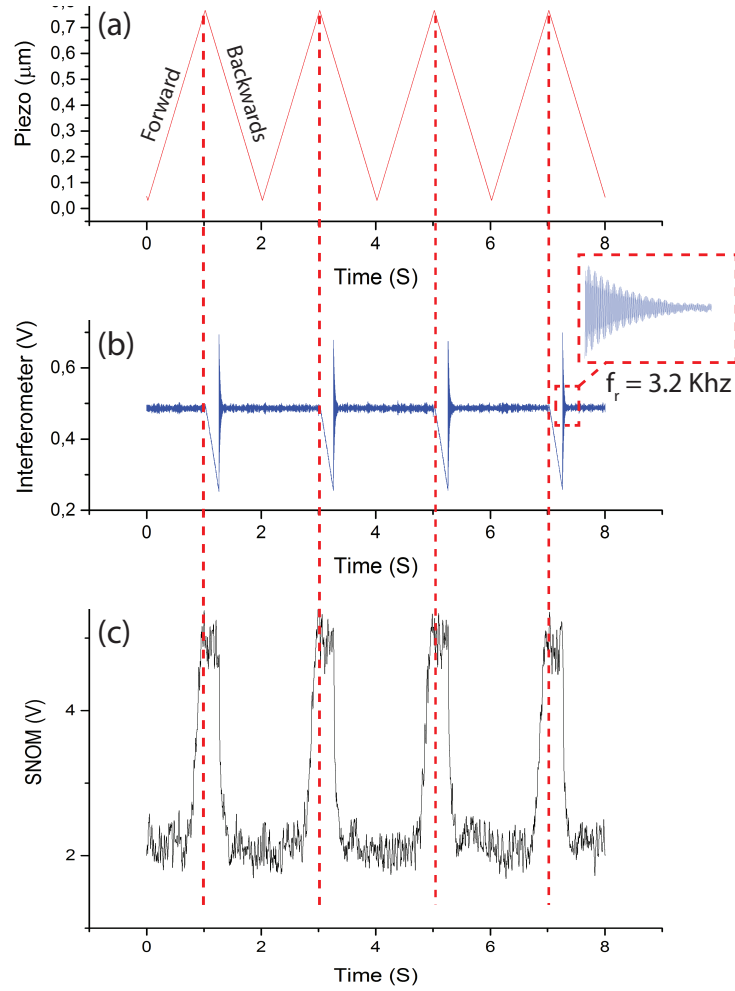 (a)
0,7
0,6
0,5
0,4
0,3
0,2
0,1
0,0
Piezo (μm)
Forward
Backwards
0 2 4 6 8
Time (S)
(b)
0,6
0,4
0,2
Interferometer (V)
f_r = 3.2 Khz
0 2 4 6 8
Time (S)
(c)
4
2
SNOM (V)
0 2 4 6 8
Time (S)